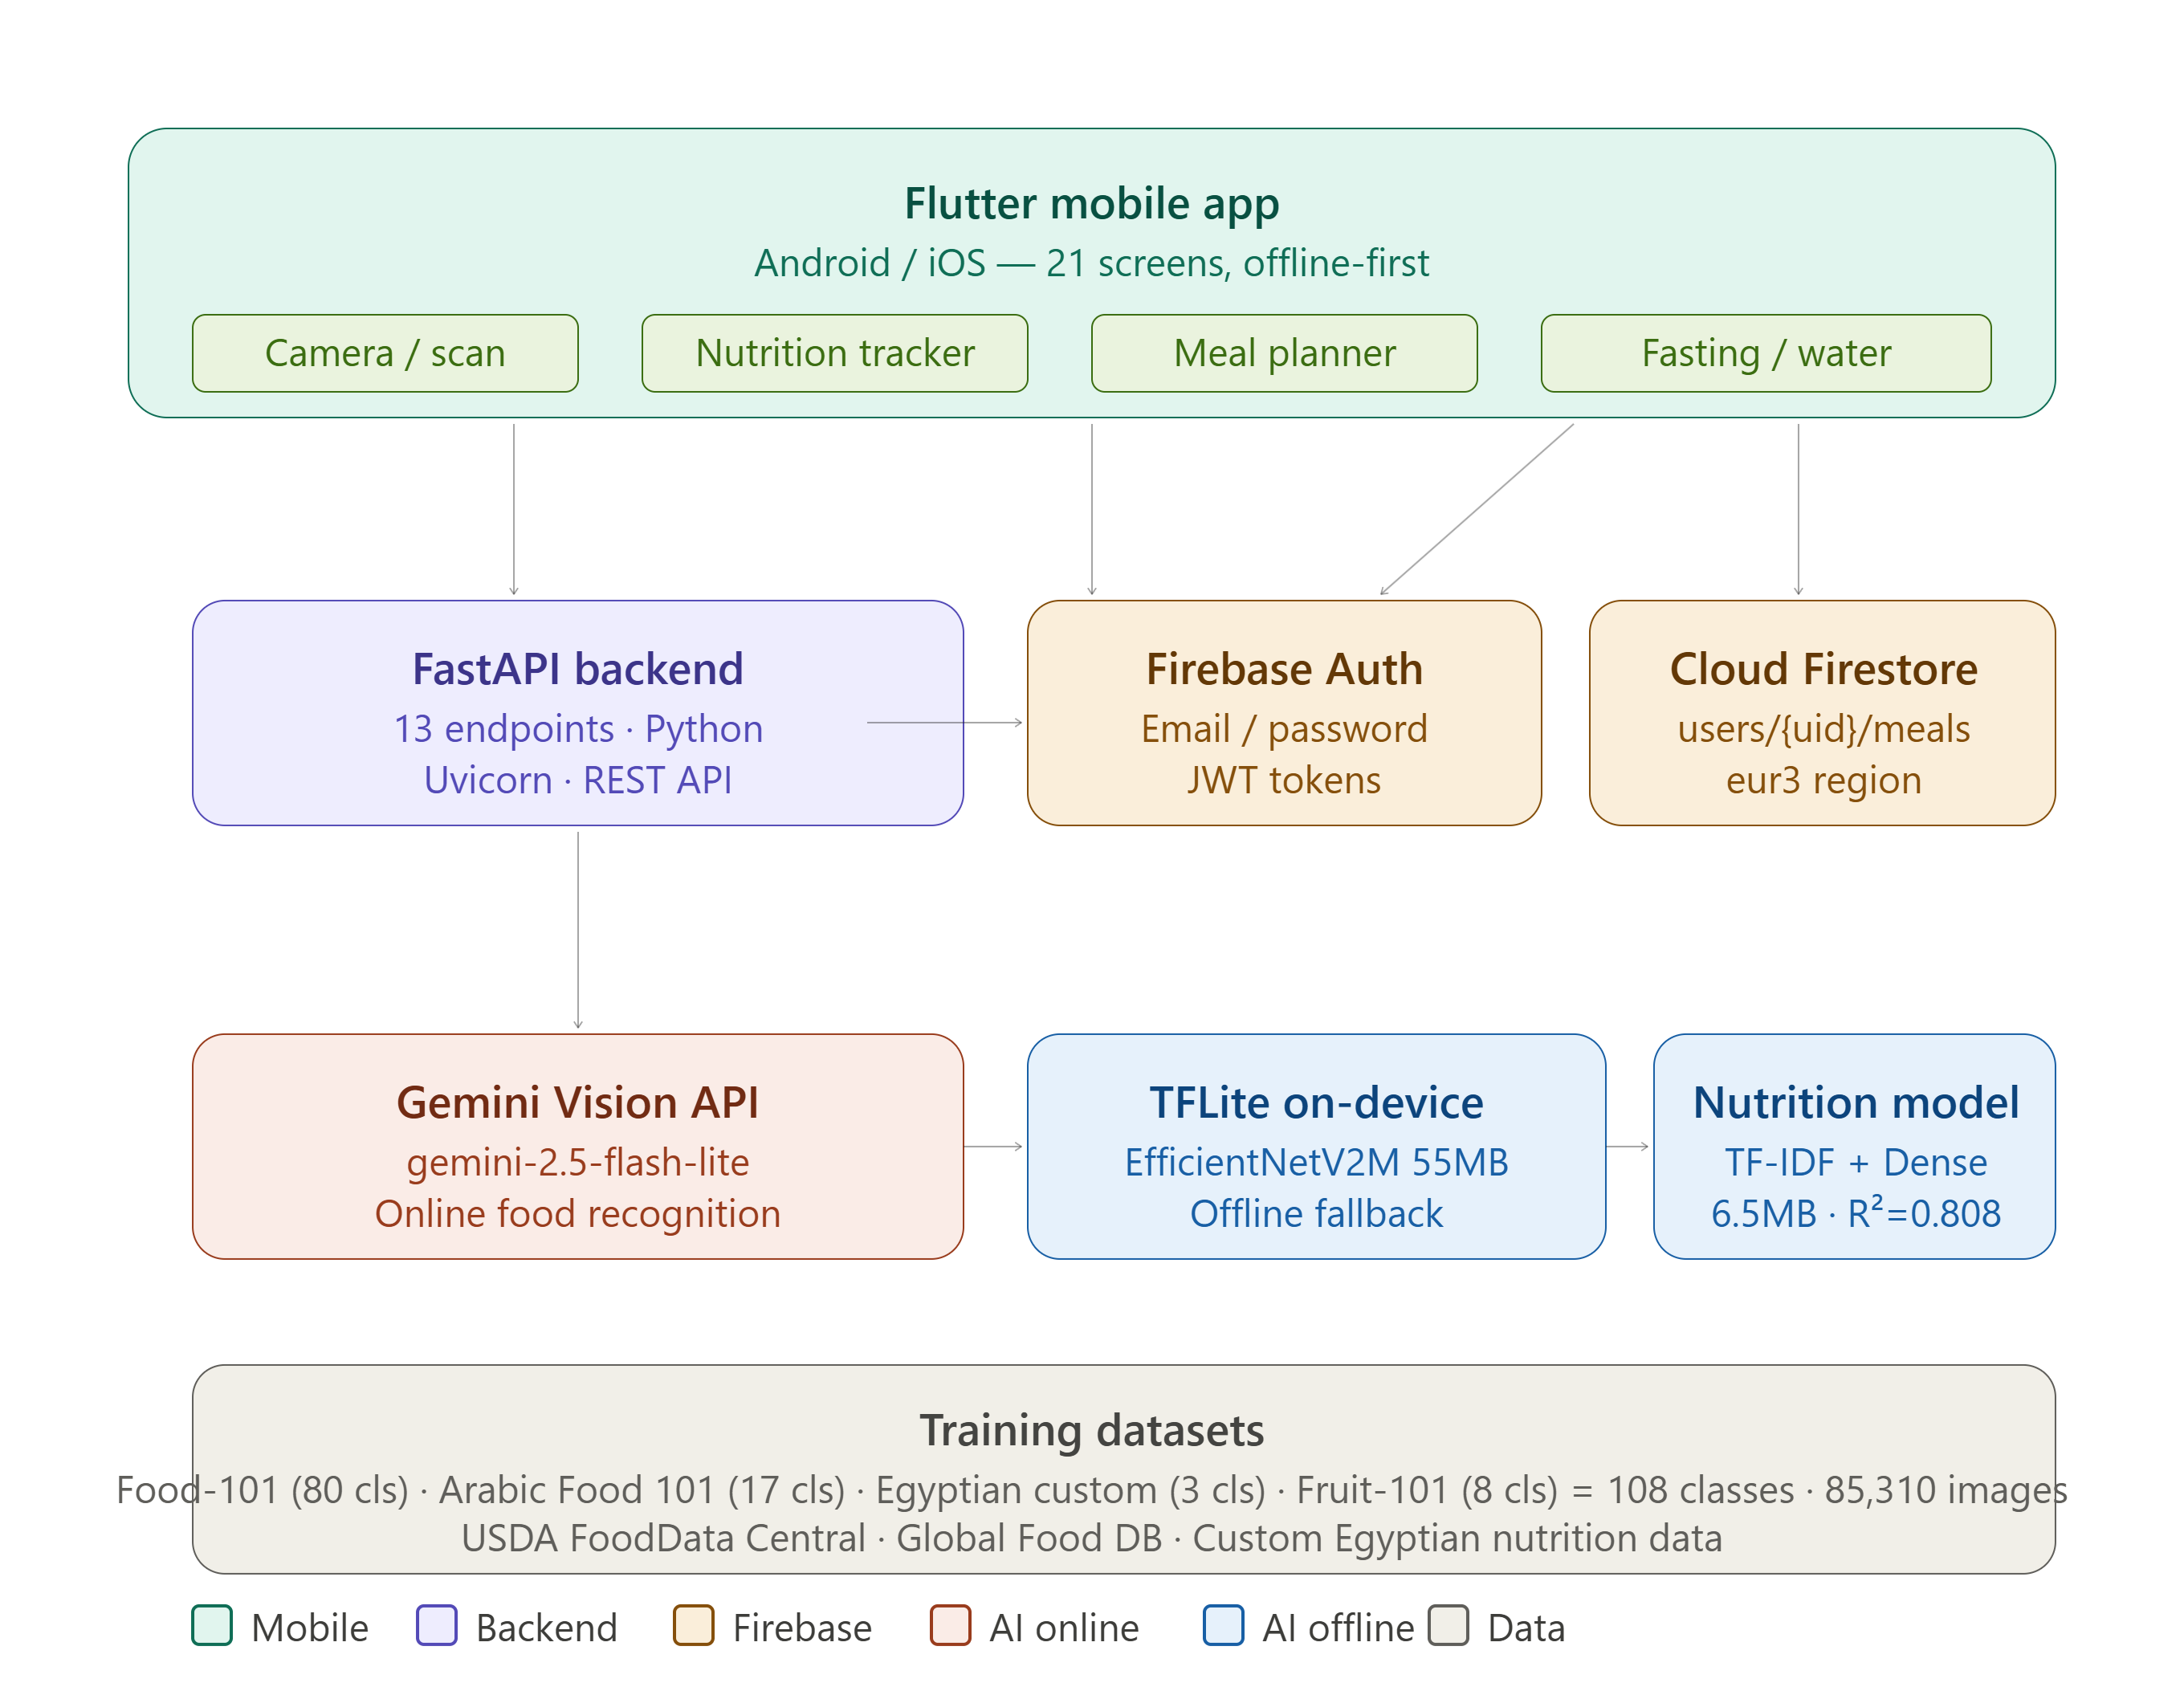 Flutter mobile app
Android / iOS — 21 screens, offline-first
Camera / scan
Nutrition tracker
Meal planner
Fasting / water
FastAPI backend
13 endpoints · Python
Uvicorn · REST API
Firebase Auth
Email / password
JWT tokens
Cloud Firestore
users/{uid}/meals
eur3 region
Gemini Vision API
gemini-2.5-flash-lite
Online food recognition
TFLite on-device
EfficientNetV2M 55MB
Offline fallback
Nutrition model
TF-IDF + Dense
6.5MB · R²=0.808
Training datasets
Food-101 (80 cls) · Arabic Food 101 (17 cls) · Egyptian custom (3 cls) · Fruit-101 (8 cls) = 108 classes · 85,310 images
USDA FoodData Central · Global Food DB · Custom Egyptian nutrition data
Mobile
Backend
Firebase
AI online
AI offline
Data